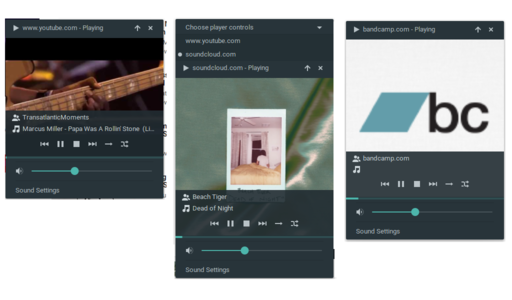 www.youtube.com - Playing
TransatlanticMoments
Marcus Miller - Papa Was A Rollin' Stone (Li...
Sound Settings
Choose player controls
www.youtube.com
soundcloud.com
soundcloud.com - Playing
Beach Tiger
Dead of Night
Sound Settings
bandcamp.com - Playing
bc
bandcamp.com
Sound Settings